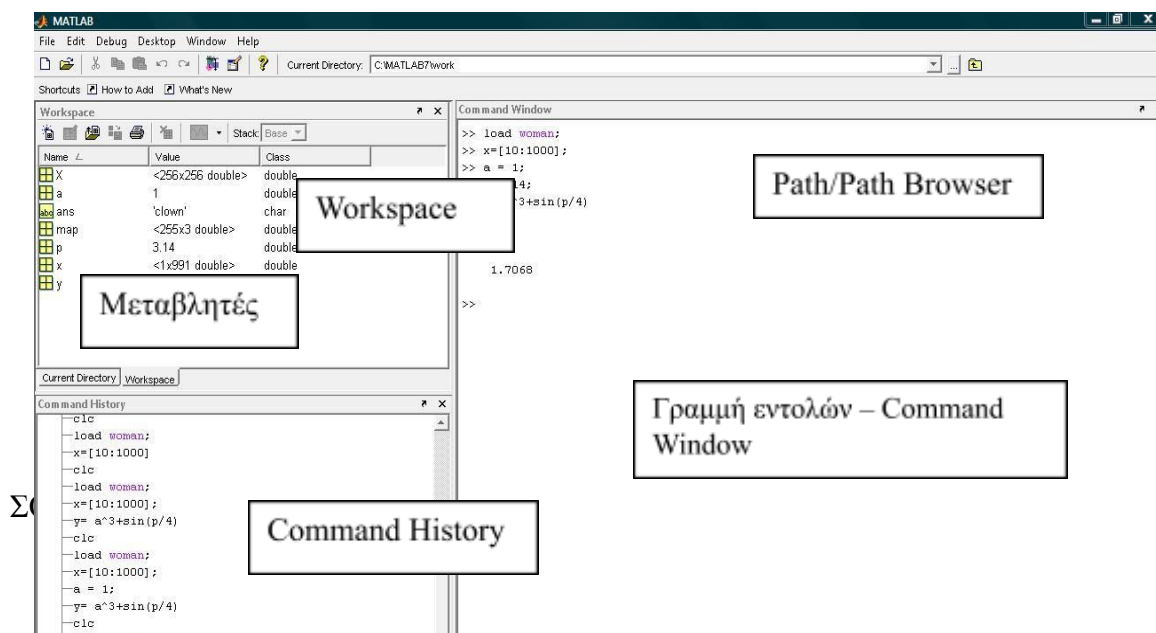 MATLAB
File Edit Debug Desktop Window Help
Current Directory: C:\MATLAB7\work
Shortcuts How to Add What's New
Workspace
Stack: Base
Name Value Class
X <256x256 double> double
a 1 double
abc ans 'clown' char
map <255x3 double> double
p 3.14 double
x <1x991 double> double
y
Μεταβλητές
Workspace
Current Directory Workspace
Command History
clc
load woman;
x=[10:1000]
clc
load woman;
x=[10:1000];
y= a^3+sin(p/4)
clc
load woman;
x=[10:1000];
a = 1;
y= a^3+sin(p/4)
clc
Command History
Command Window
>> load woman;
>> x=[10:1000];
>> a = 1;
14;
^3+sin(p/4)
1.7068
>>
Path/Path Browser
Γραμμή εντολών – Command
Window